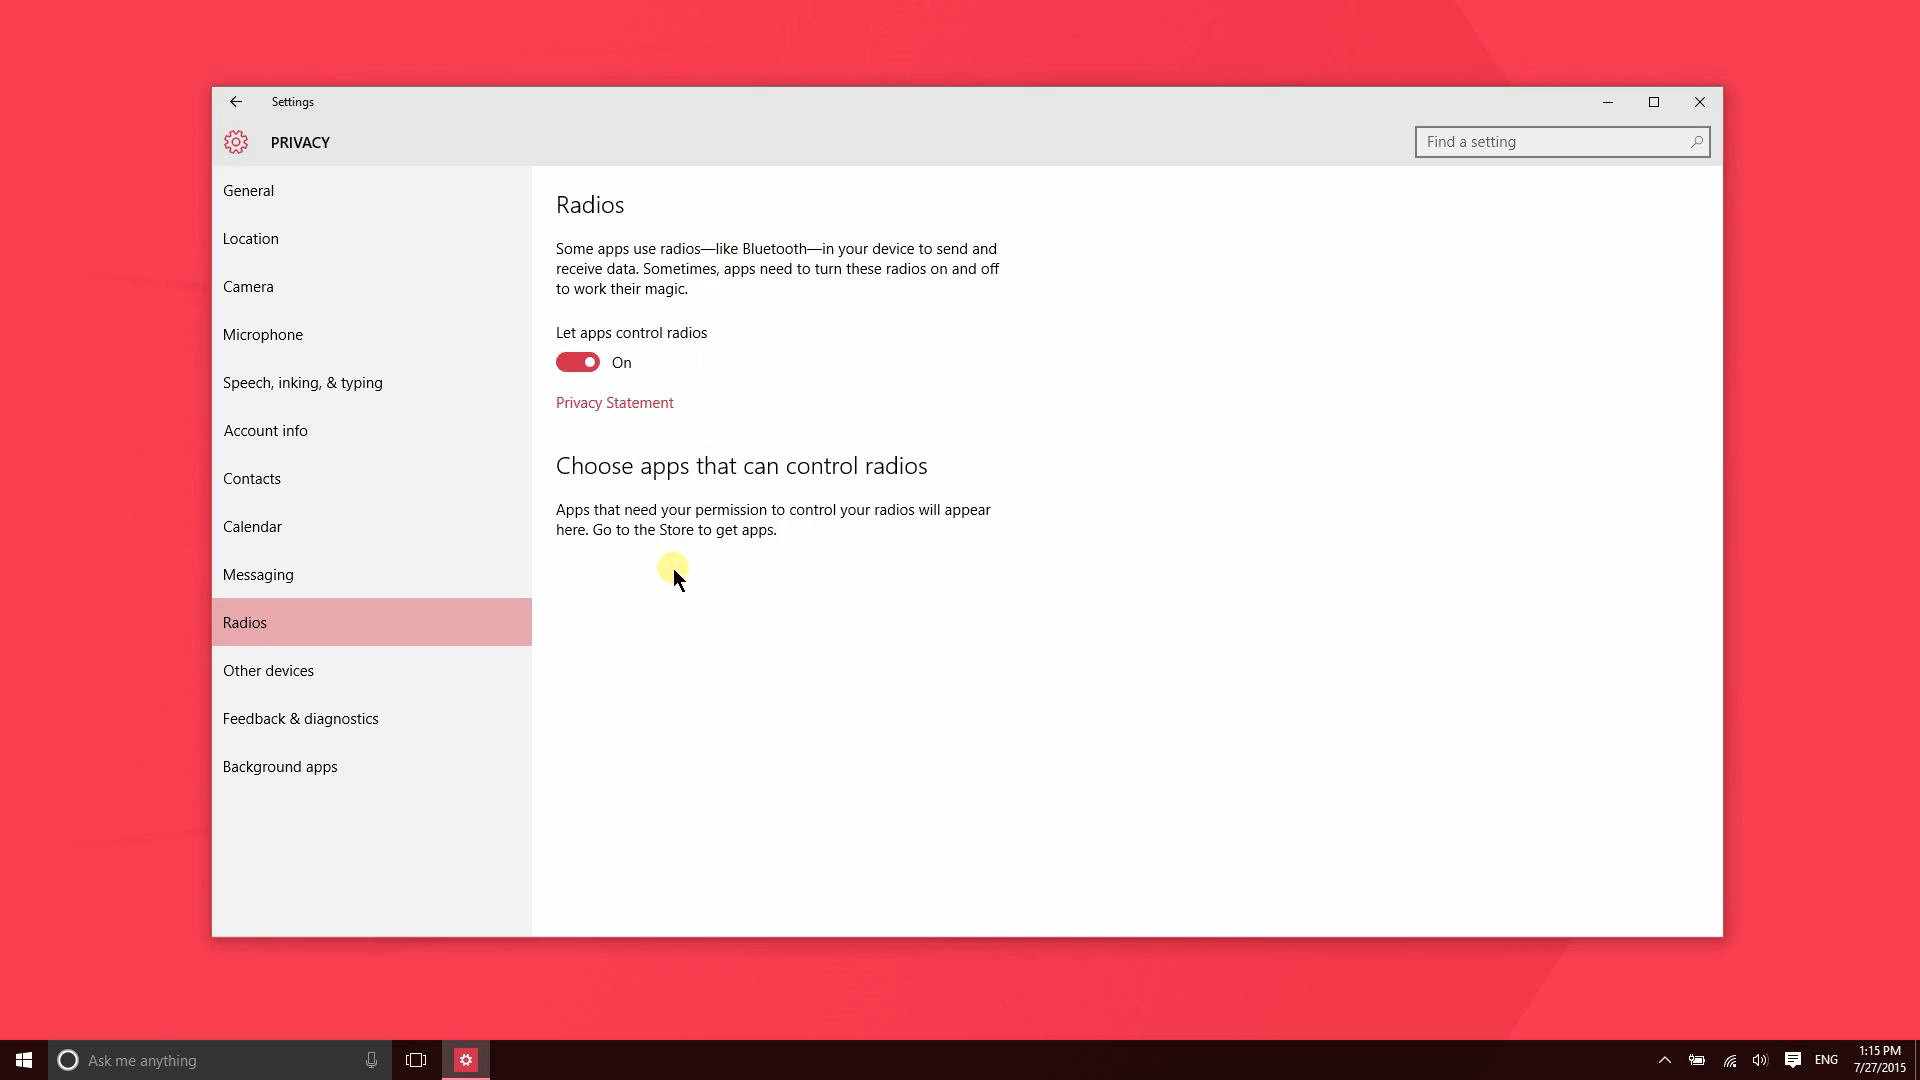 Settings
PRIVACY
Find a setting
General
Location
Camera
Microphone
Speech, inking, & typing
Account info
Contacts
Calendar
Messaging
Radios
Other devices
Feedback & diagnostics
Background apps
Radios
Some apps use radios—like Bluetooth—in your device to send and
receive data. Sometimes, apps need to turn these radios on and off
to work their magic.
Let apps control radios
On
Privacy Statement
Choose apps that can control radios
Apps that need your permission to control your radios will appear
here. Go to the Store to get apps.
Ask me anything
ENG
1:15 PM
7/27/2015